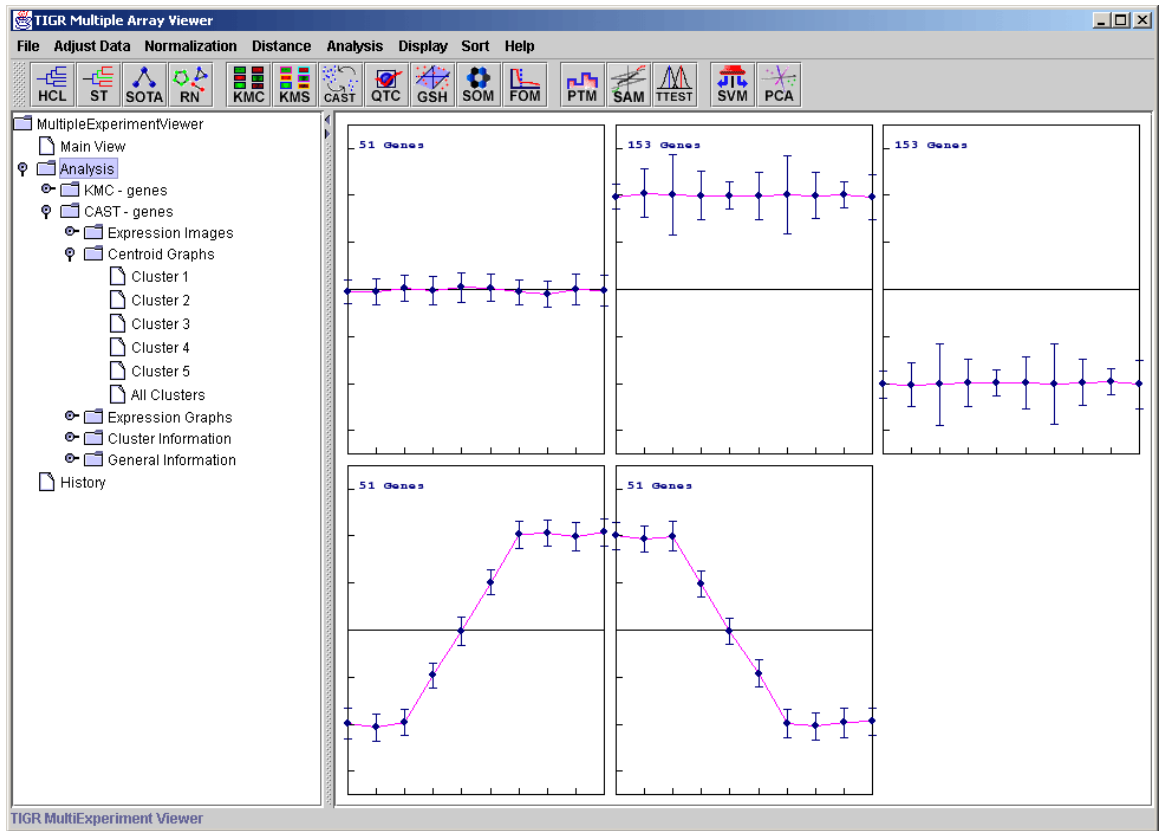 TIGR Multiple Array Viewer
File Adjust Data Normalization Distance Analysis Display Sort Help
HCL ST SOTA RN KMC KMS CAST QTC GSH SOM FOM PTM SAM TTEST SVM PCA
MultipleExperimentViewer
Main View
Analysis
KMC - genes
CAST - genes
Expression Images
Centroid Graphs
Cluster 1
Cluster 2
Cluster 3
Cluster 4
Cluster 5
All Clusters
Expression Graphs
Cluster Information
General Information
History
51 Genes
153 Genes
153 Genes
51 Genes
51 Genes
TIGR MultiExperiment Viewer